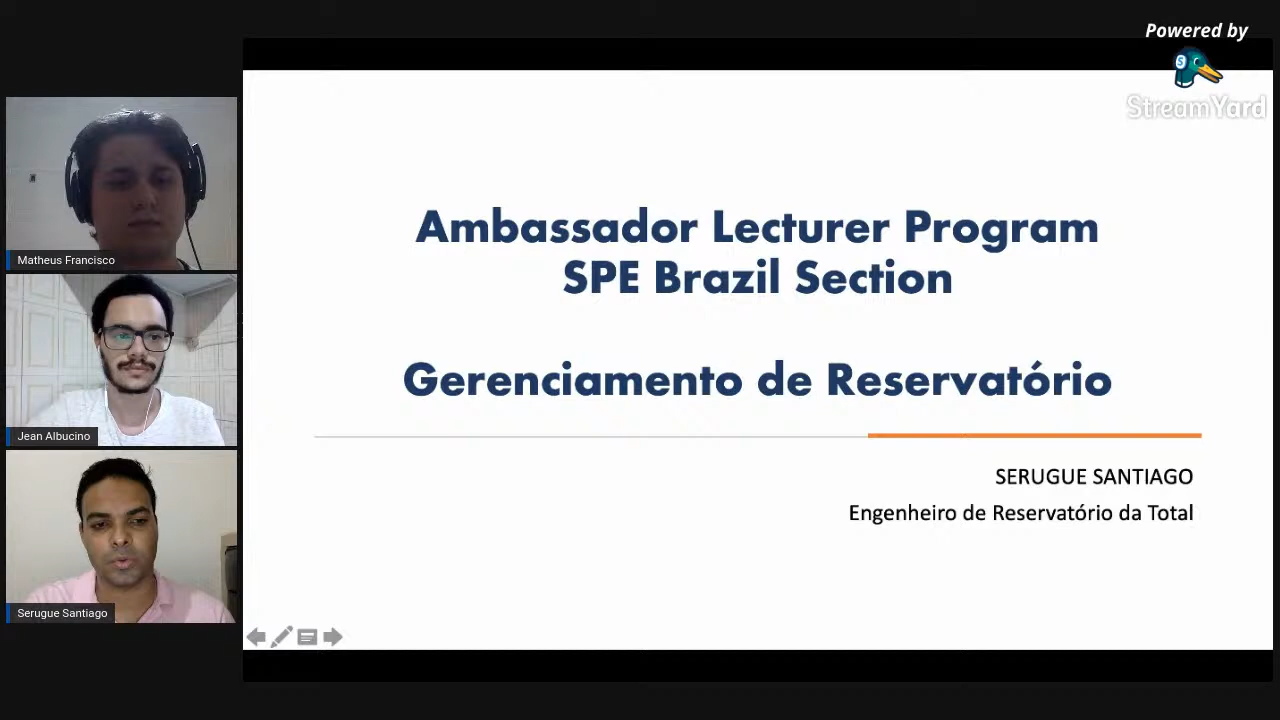 Powered by
StreamYard
Matheus Francisco
Jean Albucino
Serugue Santiago
Ambassador Lecturer Program
SPE Brazil Section
Gerenciamento de Reservatório
SERUGUE SANTIAGO
Engenheiro de Reservatório da Total